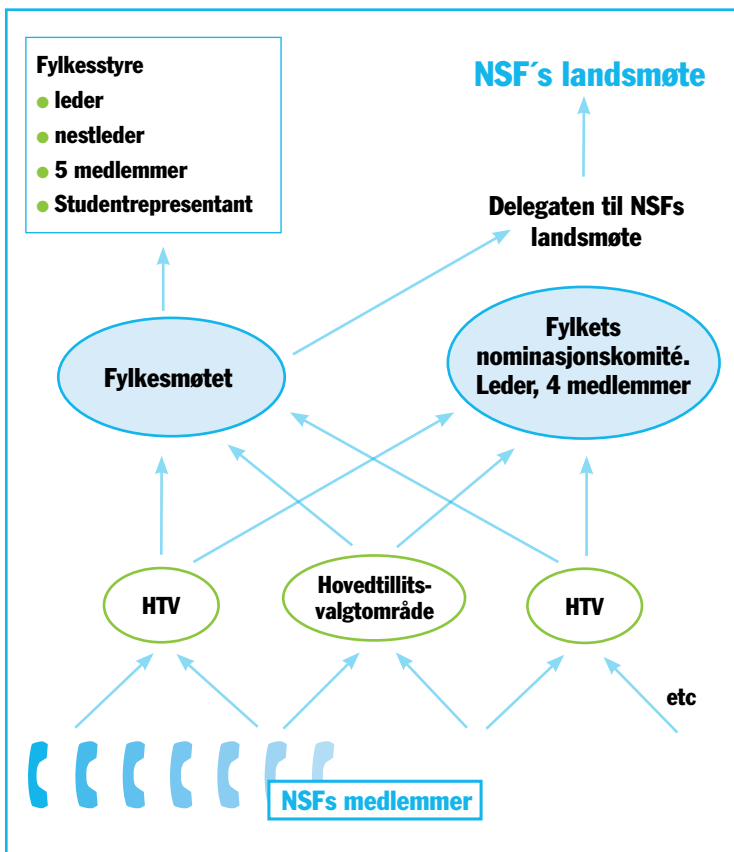 Fylkesstyre
leder
nestleder
5 medlemmer
Studentrepresentant
NSF´s landsmøte
Delegaten til NSFs
landsmøte
Fylkesmøtet
Fylkets
nominasjonskomité.
Leder, 4 medlemmer
HTV
Hovedtillits-
valgtområde
HTV
etc
NSFs medlemmer